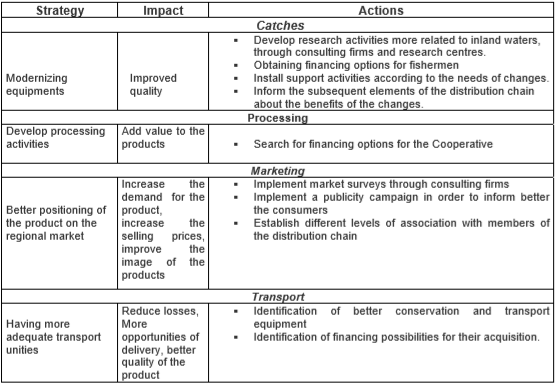 Strategy Impact Actions
Catches
Modernizing equipments
Improved quality
▪ Develop research activities more related to inland waters, through consulting firms and research centres.
▪ Obtaining financing options for fishermen
▪ Install support activities according to the needs of changes.
▪ Inform the subsequent elements of the distribution chain about the benefits of the changes.
Processing
Develop processing activities
Add value to the products
▪ Search for financing options for the Cooperative
Marketing
Better positioning of the product on the regional market
Increase the demand for the product, increase the selling prices, improve the image of the products
▪ Implement market surveys through consulting firms
▪ Implement a publicity campaign in order to inform better the consumers
▪ Establish different levels of association with members of the distribution chain
Transport
Having more adequate transport unities
Reduce losses, More opportunities of delivery, better quality of the product
▪ Identification of better conservation and transport equipment
▪ Identification of financing possibilities for their acquisition.